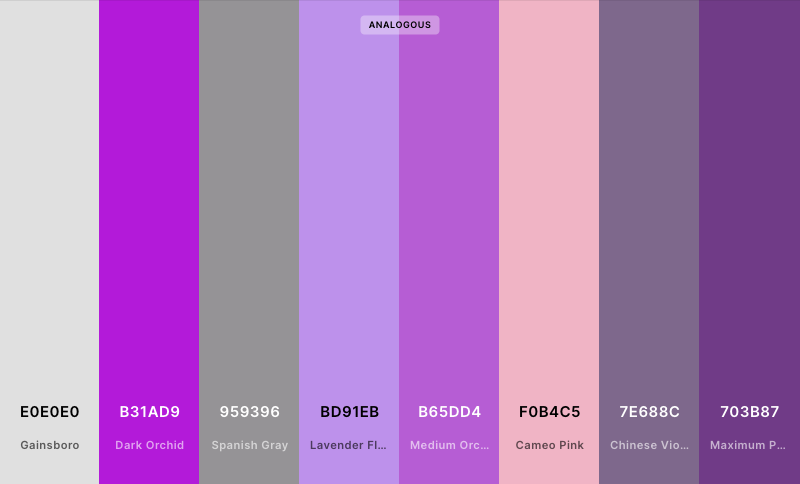 ANALOGOUS
E0E0E0
Gainsboro
B31AD9
Dark Orchid
959396
Spanish Gray
BD91EB
Lavender Fl...
B65DD4
Medium Orc...
F0B4C5
Cameo Pink
7E688C
Chinese Vio...
703B87
Maximum P...